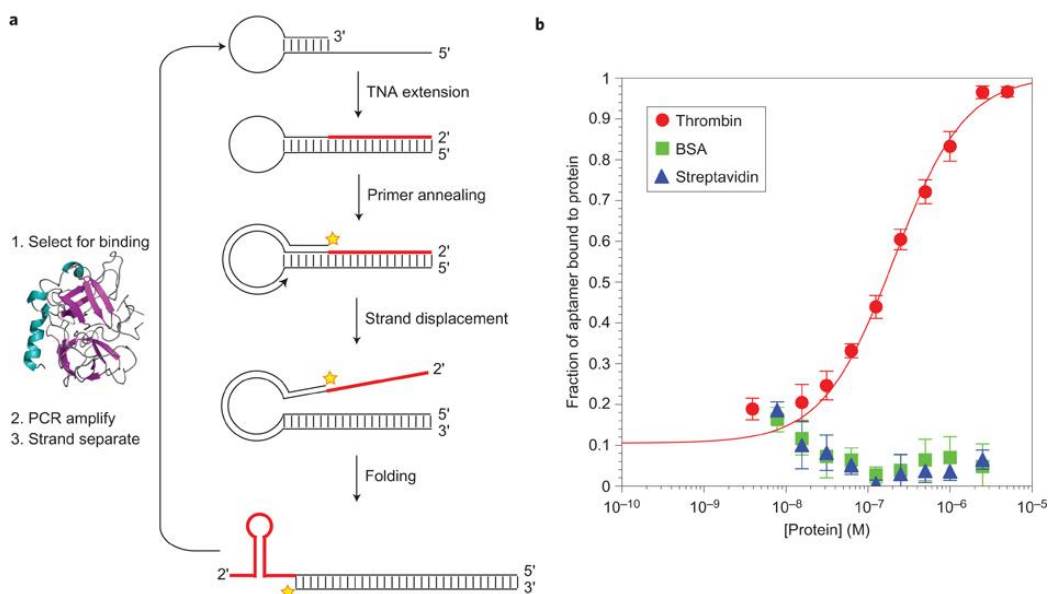 a
3'
5'
TNA extension
2'
5'
Primer annealing
2'
5'
1. Select for binding
Strand displacement
2'
5'
3'
2. PCR amplify
3. Strand separate
Folding
2'
5'
3'
b
Fraction of aptamer bound to protein
1
0.9
0.8
0.7
0.6
0.5
0.4
0.3
0.2
0.1
0
Thrombin
BSA
Streptavidin
10⁻¹⁰
10⁻⁹
10⁻⁸
10⁻⁷
10⁻⁶
10⁻⁵
[Protein] (M)